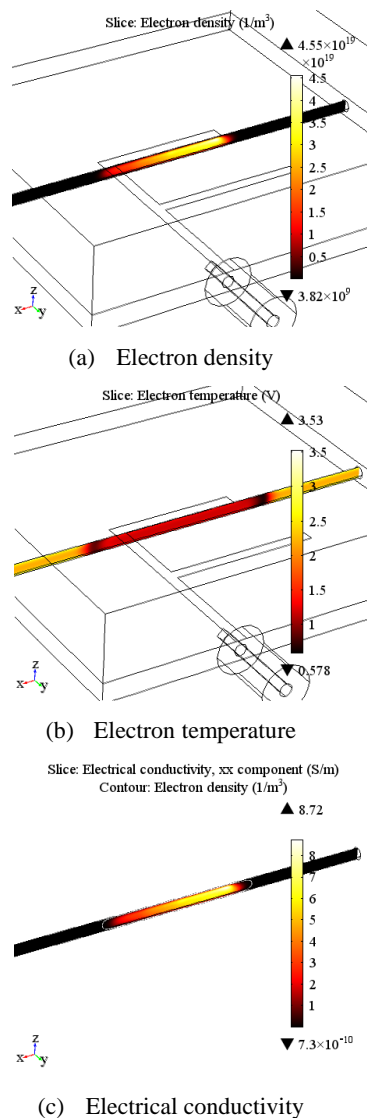 Slice: Electron density (1/m³)
▲ 4.55×10¹⁹
×10¹⁹
4.5
4
3.5
3
2.5
2
1.5
1
0.5
▼ 3.82×10⁹
z
x y
(a) Electron density
Slice: Electron temperature (V)
▲ 3.53
3.5
3
2.5
2
1.5
1
▼ 0.578
z
x y
(b) Electron temperature
Slice: Electrical conductivity, xx component (S/m)
Contour: Electron density (1/m³)
▲ 8.72
8
7
6
5
4
3
2
1
▼ 7.3×10⁻¹⁰
z
x y
(c) Electrical conductivity